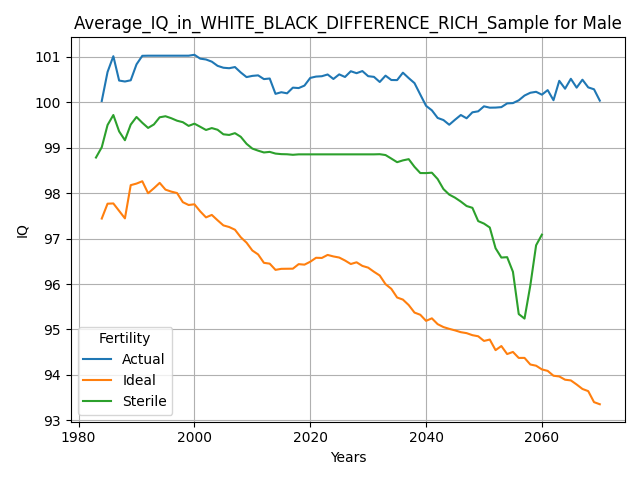 Average_IQ_in_WHITE_BLACK_DIFFERENCE_RICH_Sample for Male
101
100
99
98
97
96
95
94
93
IQ
Fertility
Actual
Ideal
Sterile
1980 2000 2020 2040 2060
Years